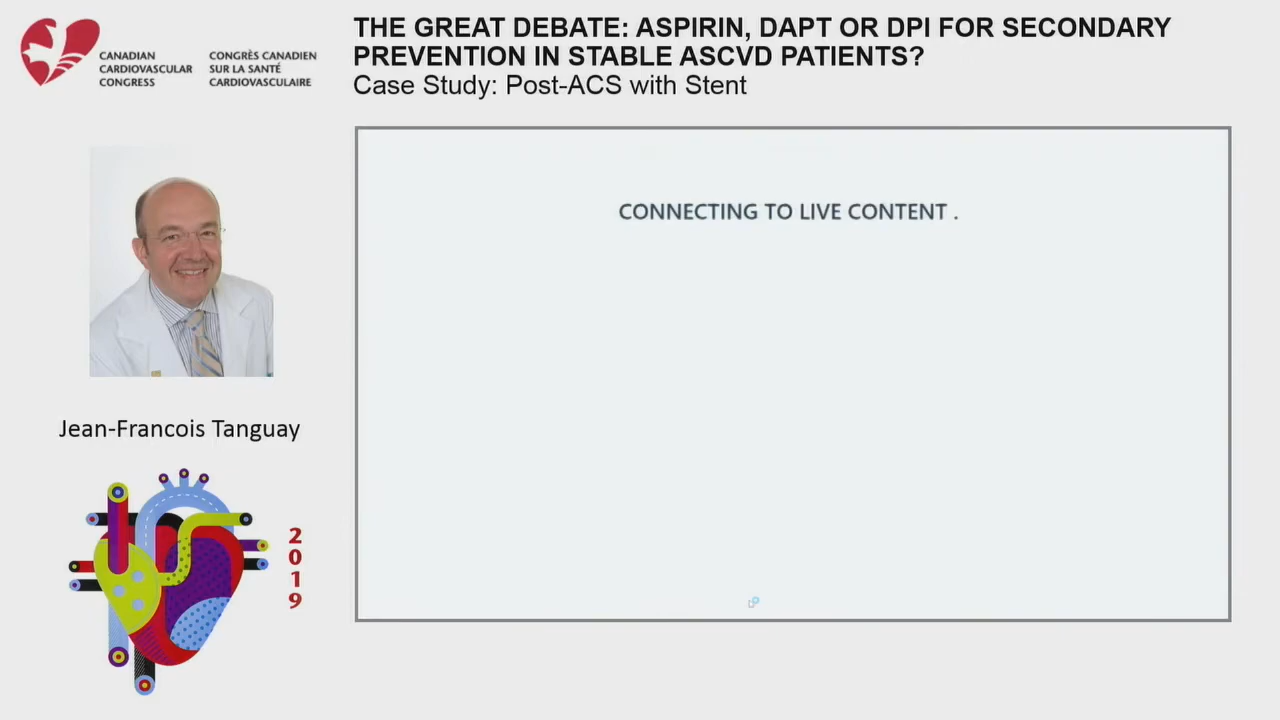 CANADIAN
CARDIOVASCULAR
CONGRESS
CONGRÈS CANADIEN
SUR LA SANTÉ
CARDIOVASCULAIRE
THE GREAT DEBATE: ASPIRIN, DAPT OR DPI FOR SECONDARY
PREVENTION IN STABLE ASCVD PATIENTS?
Case Study: Post-ACS with Stent
CONNECTING TO LIVE CONTENT .
Jean-Francois Tanguay
2
0
1
9